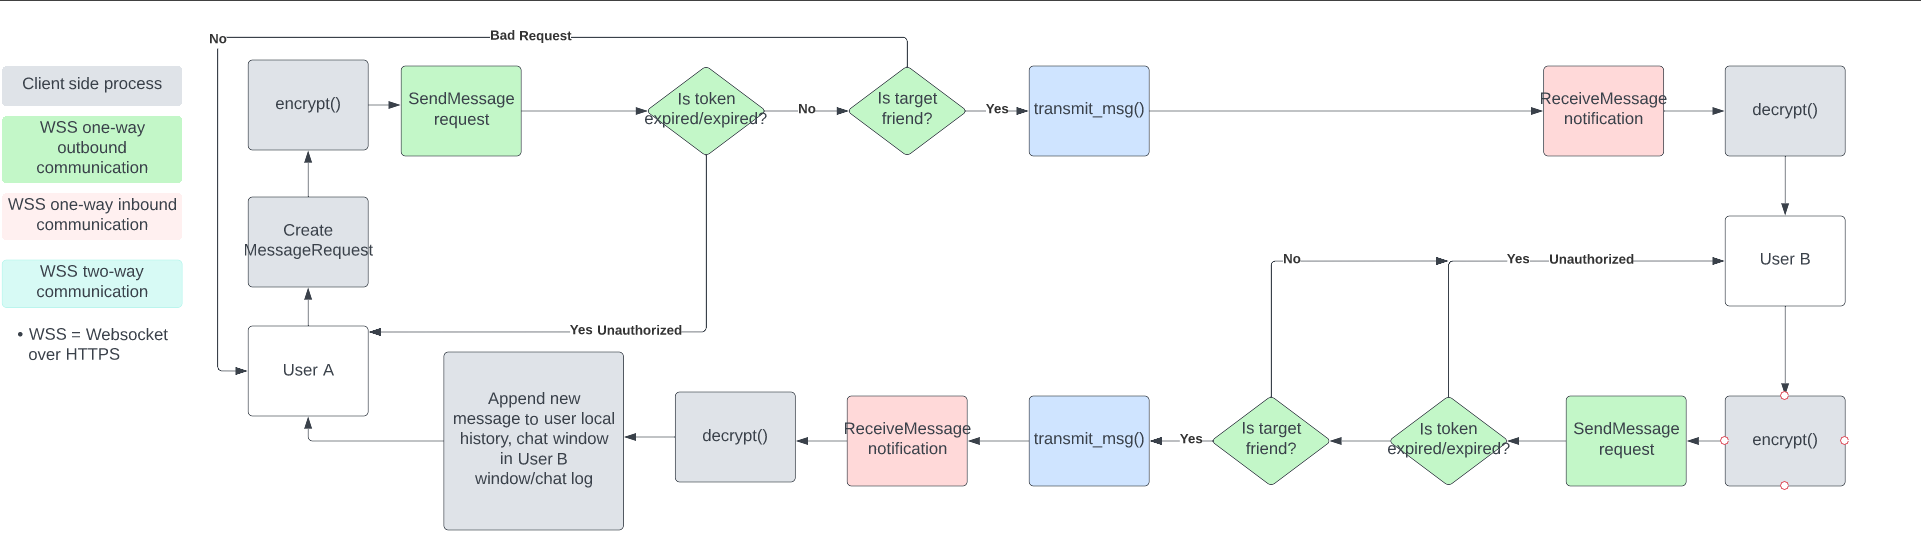 No
Bad Request
Client side process
WSS one-way
outbound
communication
WSS one-way inbound
communication
WSS two-way
communication
• WSS = Websocket
over HTTPS
encrypt()
SendMessage
request
Is token
expired/expired?
No
Is target
friend?
Yes
transmit_msg()
ReceiveMessage
notification
decrypt()
Create
MessageRequest
User A
Yes Unauthorized
No
Yes
Unauthorized
User B
Append new
message to user local
history, chat window
in User B
window/chat log
decrypt()
ReceiveMessage
notification
transmit_msg()
Yes
Is target
friend?
Is token
expired/expired?
SendMessage
request
encrypt()